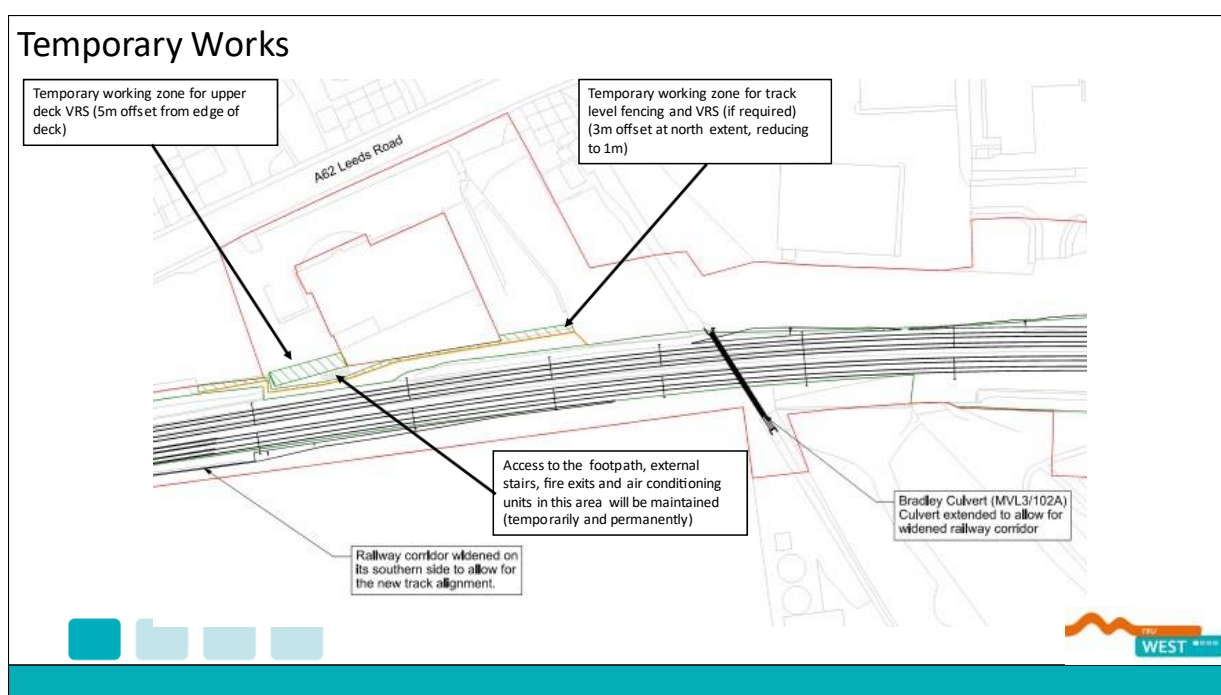 Temporary Works
Temporary working zone for upper
deck VRS (5m offset from edge of
deck)
Temporary working zone for track
level fencing and VRS (if required)
(3m offset at north extent, reducing
to 1m)
A62 Leeds Road
Access to the footpath, external
stairs, fire exits and air conditioning
units in this area will be maintained
(temporarily and permanently)
Bradley Culvert (MVL3/102A)
Culvert extended to allow for
widened railway corridor
Railway corridor widened on
its southern side to allow for
the new track alignment.
TRU
WEST